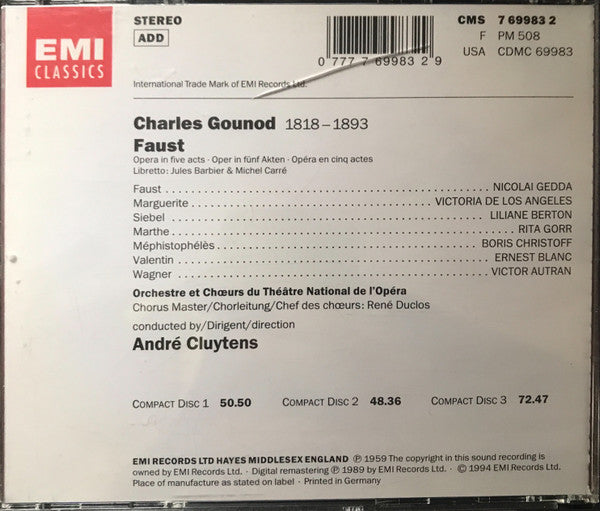 EMI
CLASSICS
STEREO
ADD
CMS 7 69983 2
F PM 508
USA CDMC 69983
0 777 7 69983 2 9
International Trade Mark of EMI Records Ltd.
Charles Gounod 1818–1893
Faust
Opera in five acts · Oper in fünf Akten · Opéra en cinq actes
Libretto: Jules Barbier & Michel Carré
Faust . . . . . . . . . . . . . . . . . . . . . . . . . . . . . . . . . . . . . . . . NICOLAI GEDDA
Marguerite . . . . . . . . . . . . . . . . . . . . . . . . . . . . . . VICTORIA DE LOS ANGELES
Siebel . . . . . . . . . . . . . . . . . . . . . . . . . . . . . . . . . . . . . . . LILIANE BERTON
Marthe . . . . . . . . . . . . . . . . . . . . . . . . . . . . . . . . . . . . . . . . . . RITA GORR
Méphistophélès . . . . . . . . . . . . . . . . . . . . . . . . . . . . . . . . BORIS CHRISTOFF
Valentin . . . . . . . . . . . . . . . . . . . . . . . . . . . . . . . . . . . . . . . ERNEST BLANC
Wagner . . . . . . . . . . . . . . . . . . . . . . . . . . . . . . . . . . . . . . VICTOR AUTRAN
Orchestre et Chœurs du Théâtre National de l'Opéra
Chorus Master/Chorleitung/Chef des chœurs: René Duclos
conducted by/Dirigent/direction
André Cluytens
COMPACT DISC 1 50.50 COMPACT DISC 2 48.36 COMPACT DISC 3 72.47
EMI RECORDS LTD HAYES MIDDLESEX ENGLAND ℗ 1959 The copyright in this sound recording is
owned by EMI Records Ltd. · Digital remastering ℗ 1989 by EMI Records Ltd. · © 1994 EMI Records Ltd.
Place of manufacture as stated on label · Printed in Germany